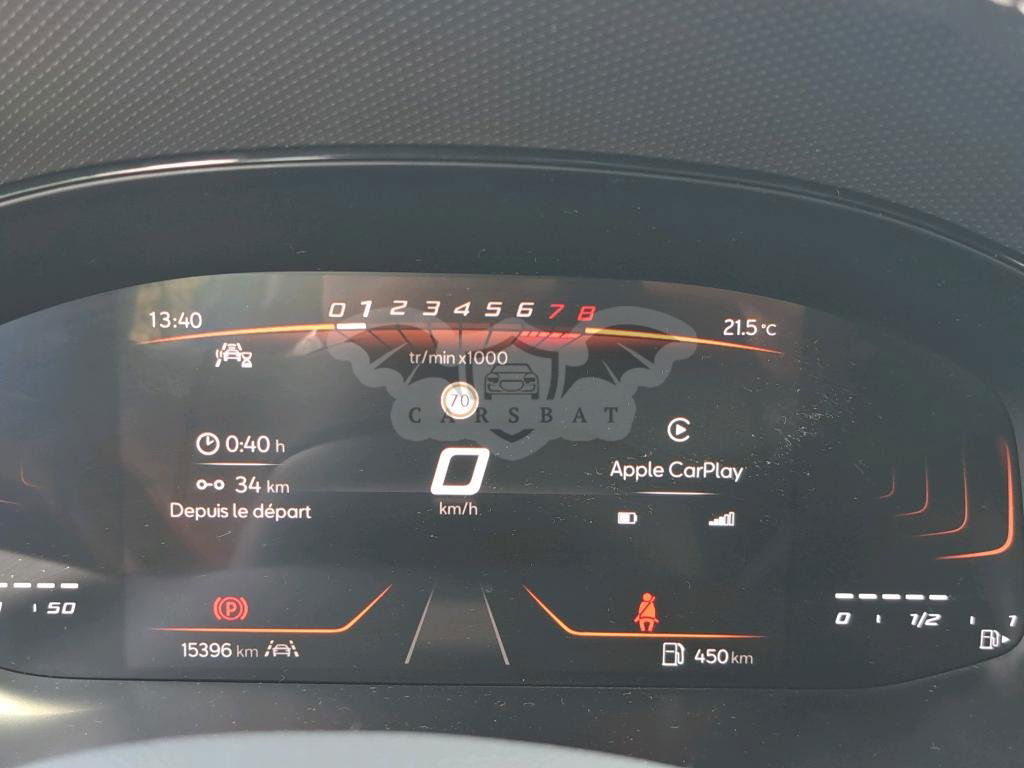 0 1 2 3 4 5 6 7 8
13:40
21.5 °C
tr/min x1000
70
CARSBAT
0:40 h
34 km
Depuis le départ
0
km/h
Apple CarPlay
50
0 1/2 1
P
15396 km
450 km